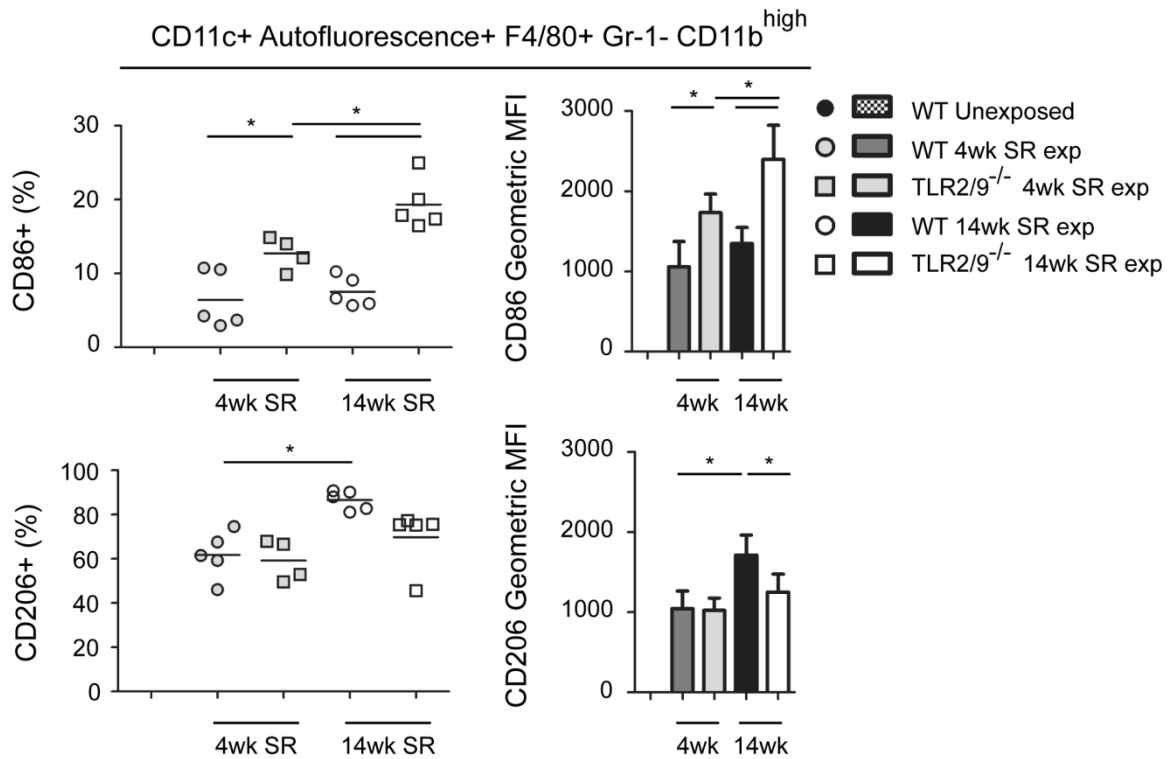 CD11c+ Autofluorescence+ F4/80+ Gr-1- CD11b^high
CD86+ (%)
30
20
10
0
*
*
4wk SR
14wk SR
CD86 Geometric MFI
3000
2000
1000
0
*
*
4wk
14wk
WT Unexposed
WT 4wk SR exp
TLR2/9^-/- 4wk SR exp
WT 14wk SR exp
TLR2/9^-/- 14wk SR exp
CD206+ (%)
100
80
60
40
20
0
*
4wk SR
14wk SR
CD206 Geometric MFI
3000
2000
1000
0
*
*
4wk
14wk